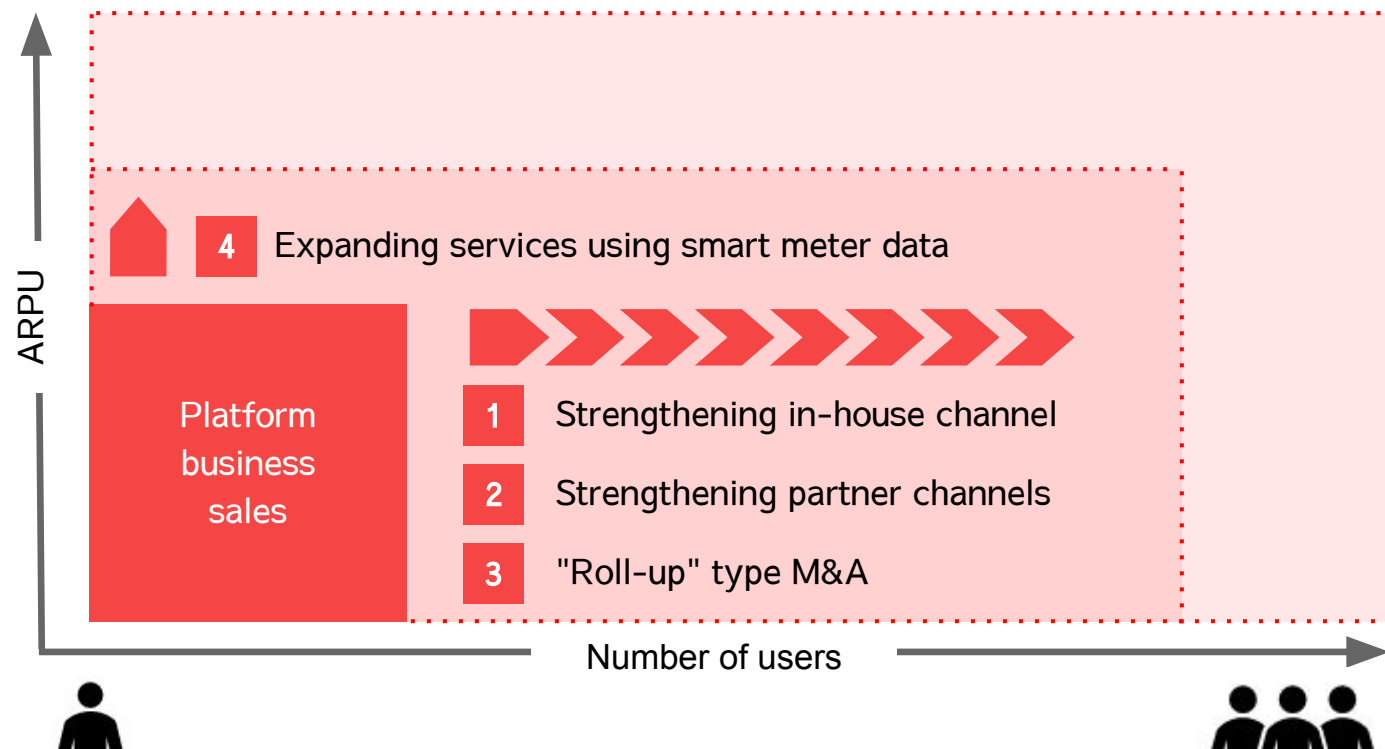 ARPU
4 Expanding services using smart meter data
Platform
business
sales
1 Strengthening in-house channel
2 Strengthening partner channels
3 "Roll-up" type M&A
Number of users